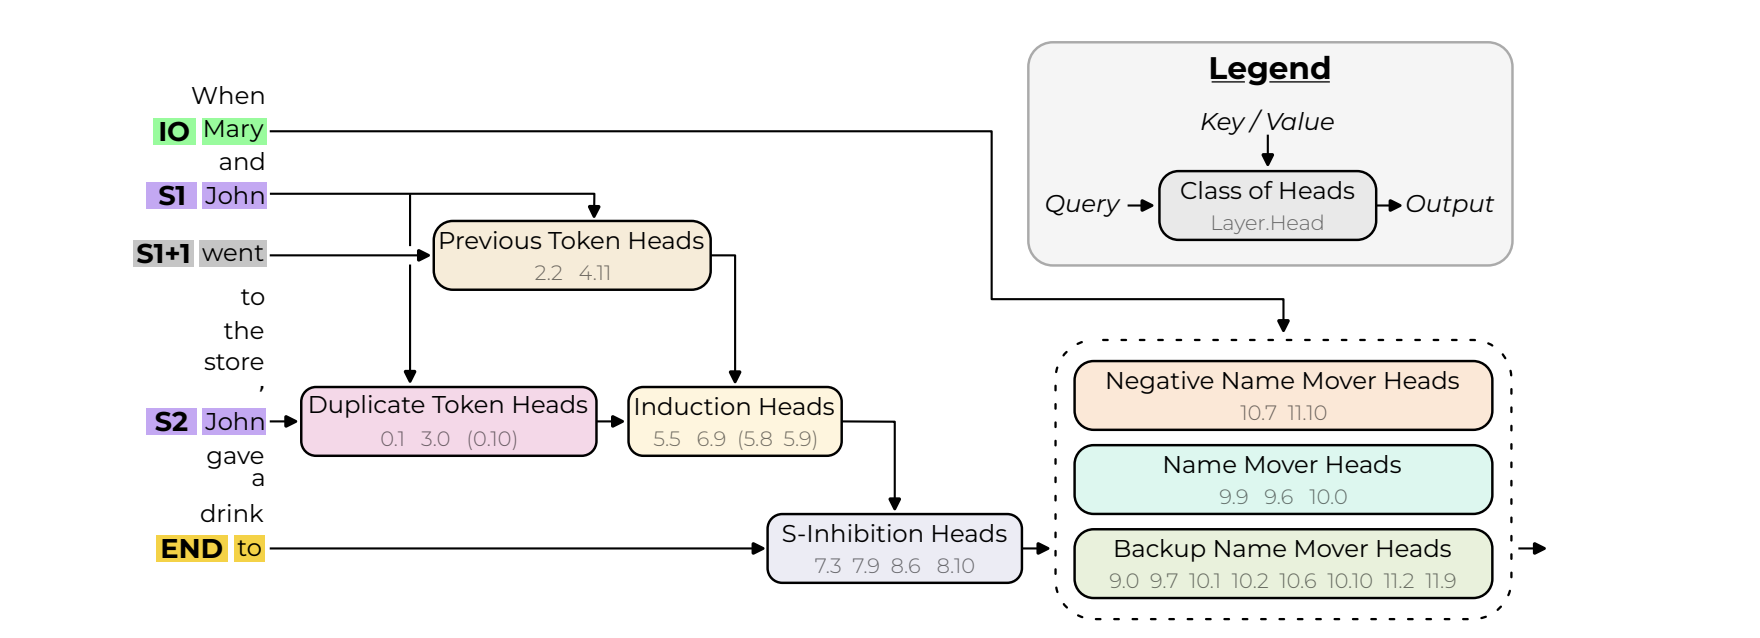 When
IO Mary
and
S1 John
S1+1 went
to
the
store
,
S2 John
gave
a
drink
END to
Previous Token Heads
2.2 4.11
Duplicate Token Heads
0.1 3.0 (0.10)
Induction Heads
5.5 6.9 (5.8 5.9)
S-Inhibition Heads
7.3 7.9 8.6 8.10
Legend
Key / Value
Query
Class of Heads
Layer.Head
Output
Negative Name Mover Heads
10.7 11.10
Name Mover Heads
9.9 9.6 10.0
Backup Name Mover Heads
9.0 9.7 10.1 10.2 10.6 10.10 11.2 11.9